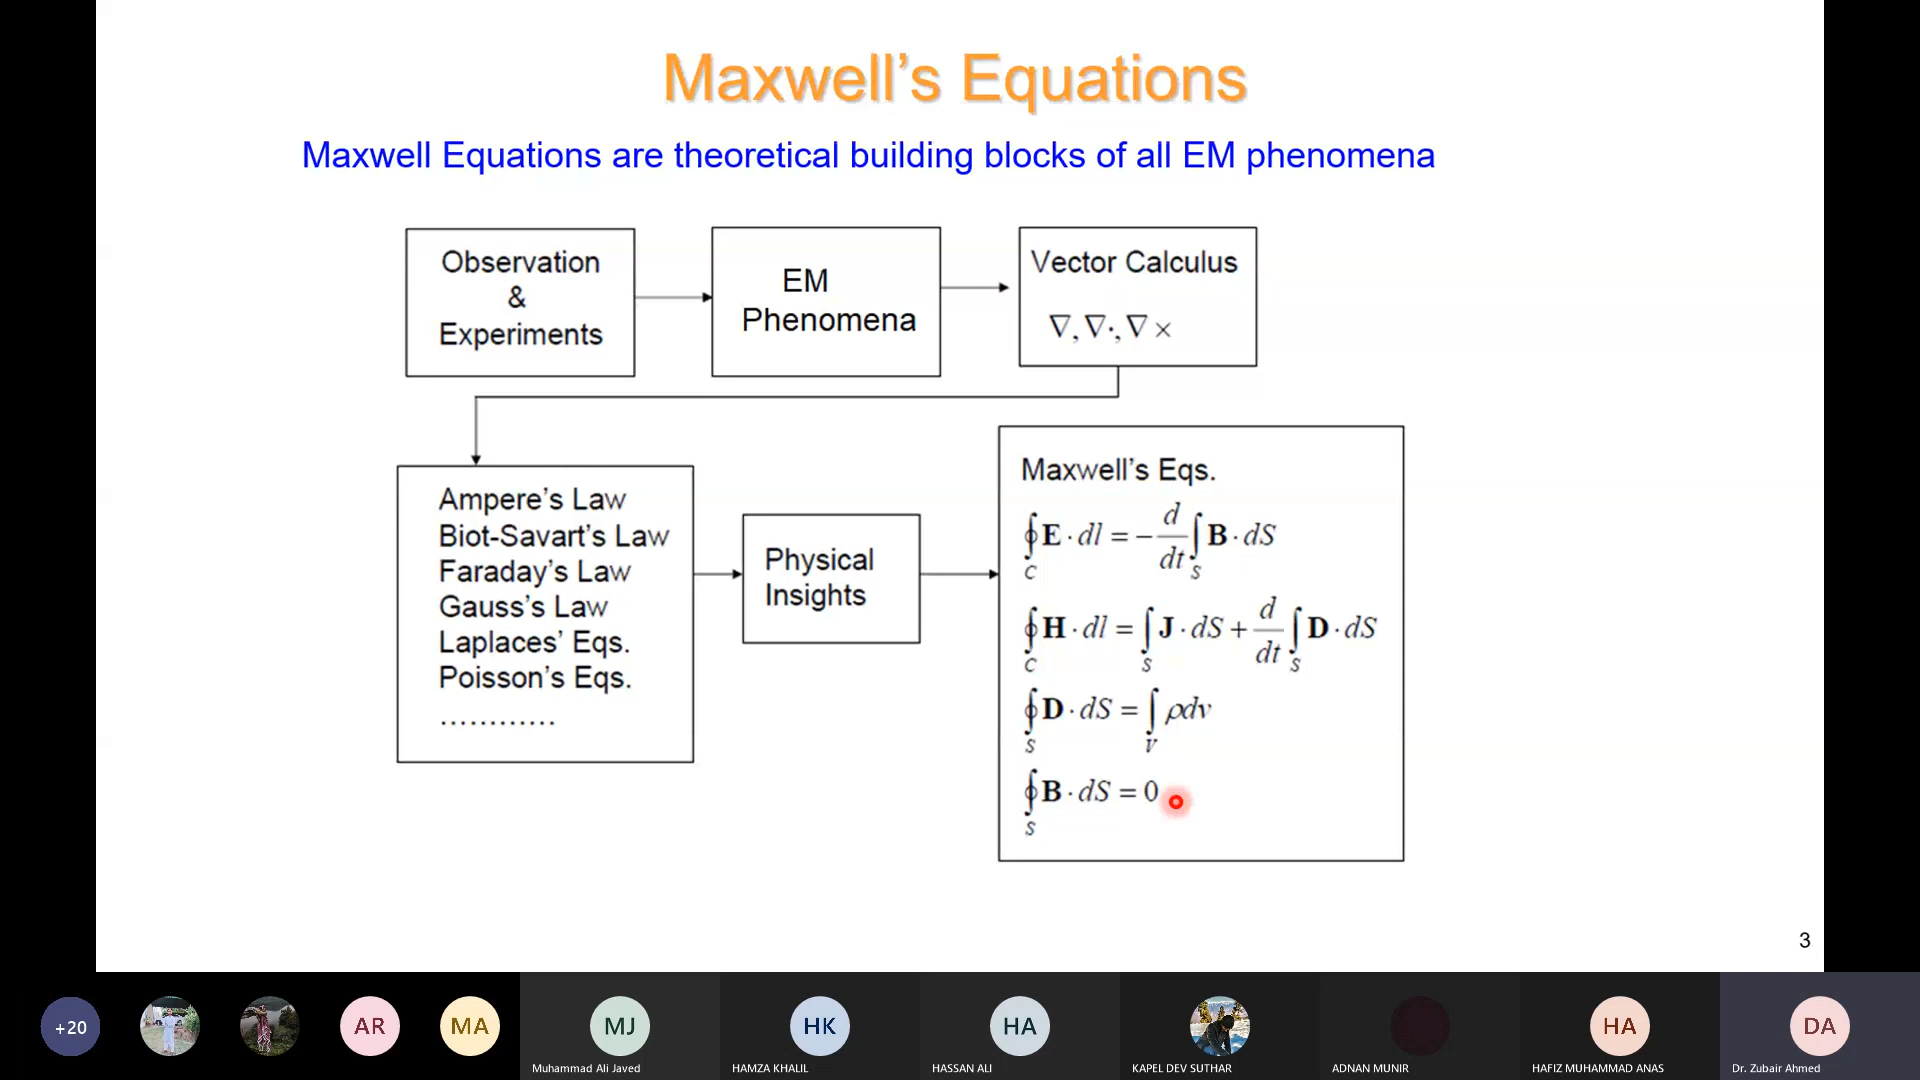 Maxwell’s Equations
Maxwell Equations are theoretical building blocks of all EM phenomena
Observation
&
Experiments
EM
Phenomena
Vector Calculus
∇, ∇·, ∇ ×
Ampere’s Law
Biot-Savart’s Law
Faraday’s Law
Gauss’s Law
Laplaces’ Eqs.
Poisson’s Eqs.
............
Physical
Insights
Maxwell’s Eqs.
∮_C E · dl = − d/dt ∫_S B · dS
∮_C H · dl = ∫_S J · dS + d/dt ∫_S D · dS
∮_S D · dS = ∫_V ρdv
∮_S B · dS = 0
3
+20
AR
MA
MJ
Muhammad Ali Javed
HK
HAMZA KHALIL
HA
HASSAN ALI
KAPEL DEV SUTHAR
ADNAN MUNIR
HA
HAFIZ MUHAMMAD ANAS
DA
Dr. Zubair Ahmed